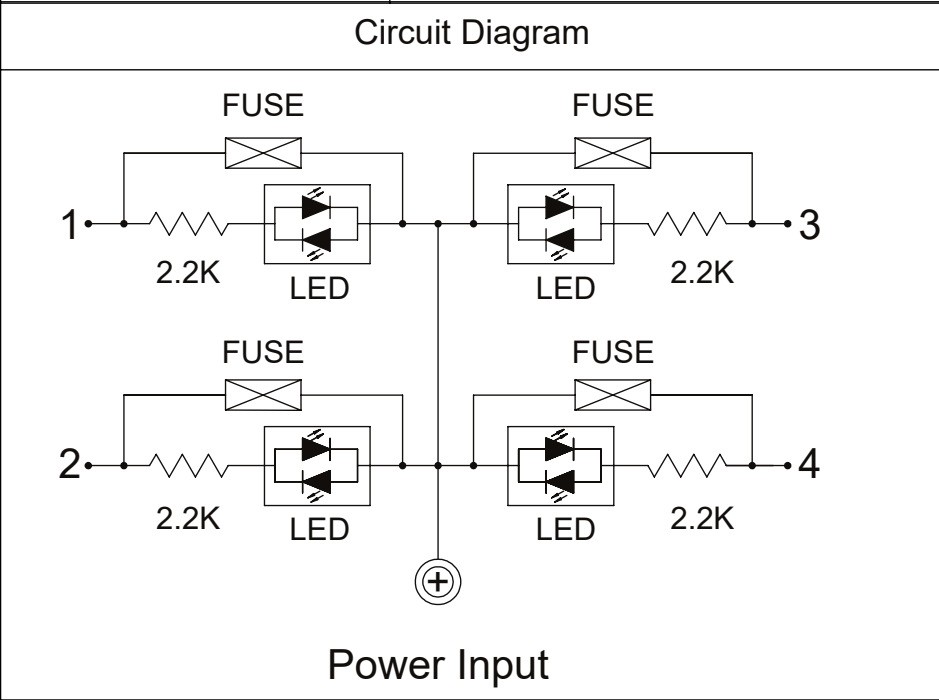 Circuit Diagram
FUSE FUSE
1 3
2.2K LED LED 2.2K
FUSE FUSE
2 4
2.2K LED LED 2.2K
+
Power Input